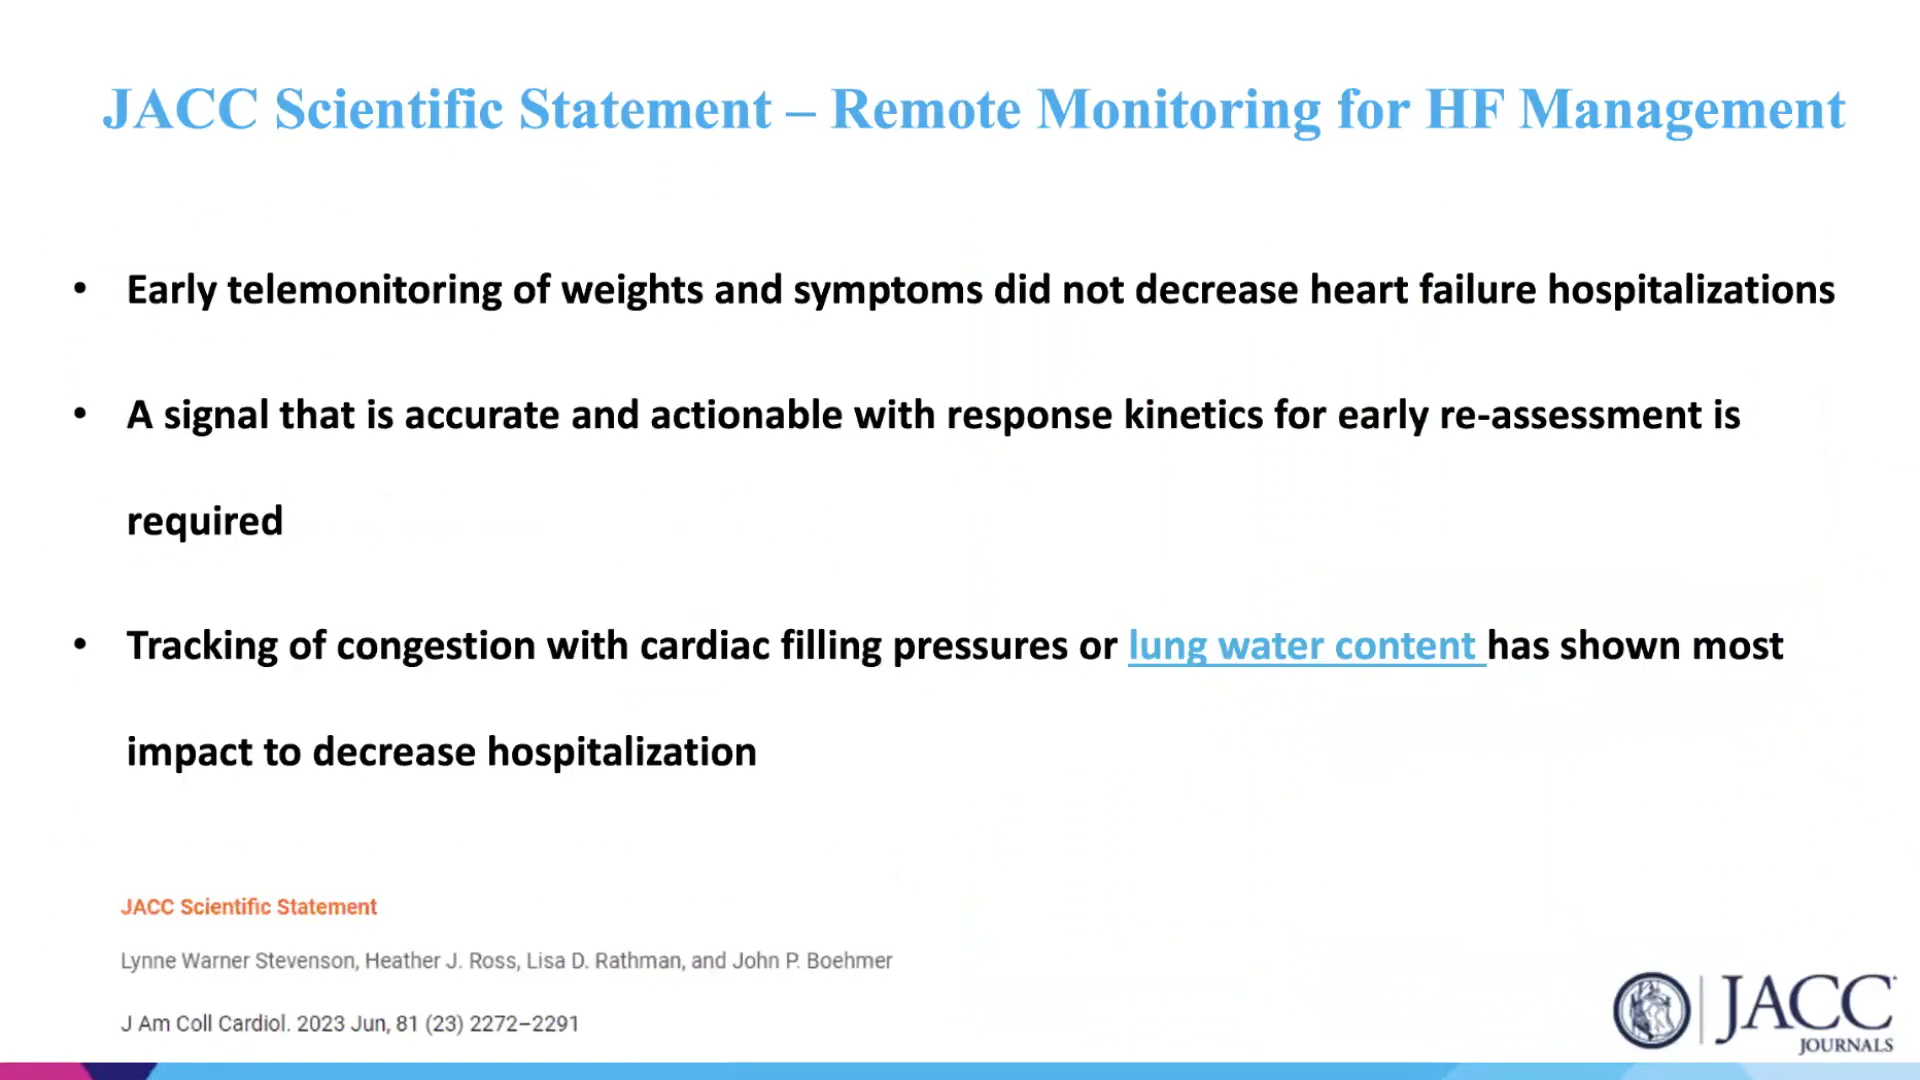 JACC Scientific Statement – Remote Monitoring for HF Management
• Early telemonitoring of weights and symptoms did not decrease heart failure hospitalizations
• A signal that is accurate and actionable with response kinetics for early re-assessment is
required
• Tracking of congestion with cardiac filling pressures or lung water content has shown most
impact to decrease hospitalization
JACC Scientific Statement
Lynne Warner Stevenson, Heather J. Ross, Lisa D. Rathman, and John P. Boehmer
J Am Coll Cardiol. 2023 Jun, 81 (23) 2272–2291
JACC
JOURNALS